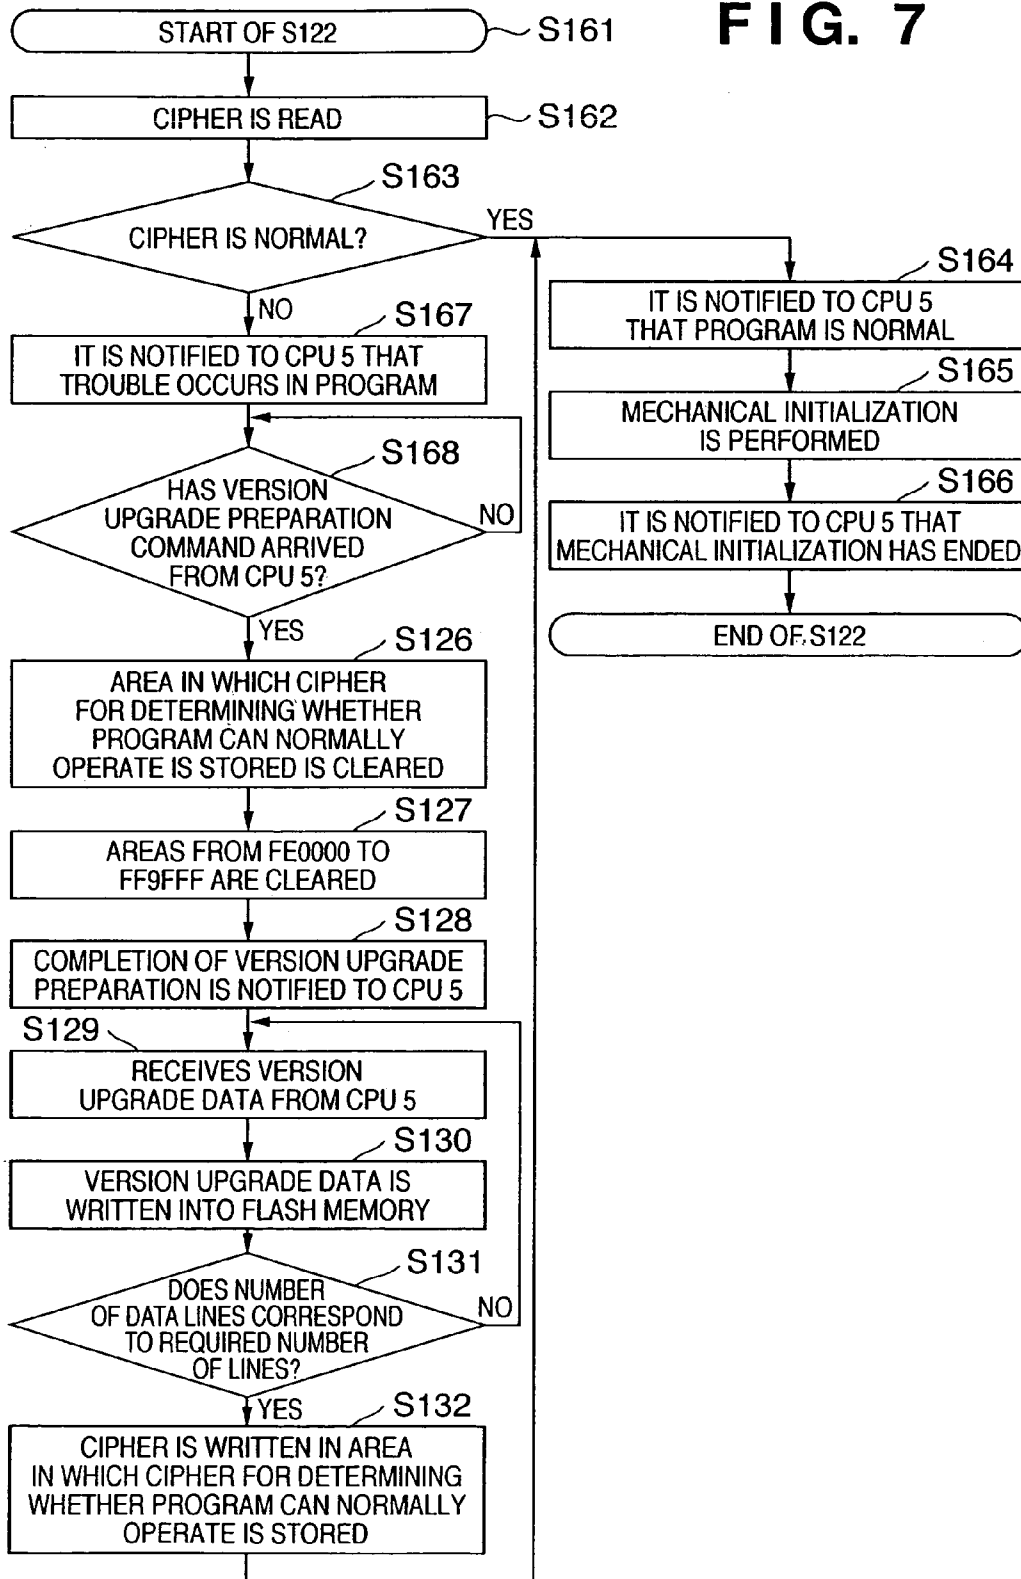 FIG. 7
START OF S122
S161
CIPHER IS READ
S162
S163
CIPHER IS NORMAL?
YES
NO
S164
IT IS NOTIFIED TO CPU 5
THAT PROGRAM IS NORMAL
S165
MECHANICAL INITIALIZATION
IS PERFORMED
S166
IT IS NOTIFIED TO CPU 5 THAT
MECHANICAL INITIALIZATION HAS ENDED
END OF S122
S167
IT IS NOTIFIED TO CPU 5 THAT
TROUBLE OCCURS IN PROGRAM
S168
HAS VERSION
UPGRADE PREPARATION
COMMAND ARRIVED
FROM CPU 5?
NO
YES
S126
AREA IN WHICH CIPHER
FOR DETERMINING WHETHER
PROGRAM CAN NORMALLY
OPERATE IS STORED IS CLEARED
S127
AREAS FROM FE0000 TO
FF9FFF ARE CLEARED
S128
COMPLETION OF VERSION UPGRADE
PREPARATION IS NOTIFIED TO CPU 5
S129
RECEIVES VERSION
UPGRADE DATA FROM CPU 5
S130
VERSION UPGRADE DATA IS
WRITTEN INTO FLASH MEMORY
S131
DOES NUMBER
OF DATA LINES CORRESPOND
TO REQUIRED NUMBER
OF LINES?
NO
YES
S132
CIPHER IS WRITTEN IN AREA
IN WHICH CIPHER FOR DETERMINING
WHETHER PROGRAM CAN NORMALLY
OPERATE IS STORED